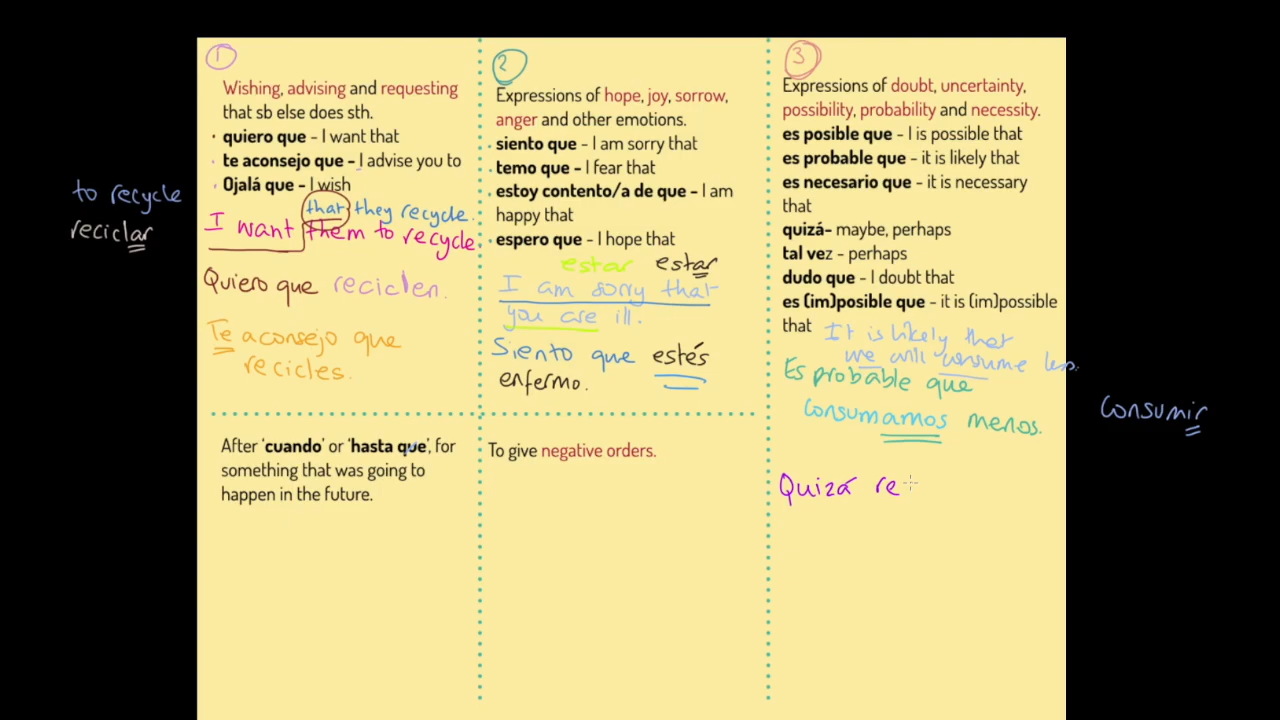 to recycle
reciclar
1
Wishing, advising and requesting
that sb else does sth.
quiero que - I want that
te aconsejo que - I advise you to
Ojalá que - I wish
that they recycle.
I want them to recycle.
Quiero que reciclen.
Te aconsejo que
recicles.
2
Expressions of hope, joy, sorrow,
anger and other emotions.
siento que - I am sorry that
temo que - I fear that
estoy contento/a de que - I am
happy that
espero que - I hope that
estar estar
I am sorry that
you are ill.
Siento que estés
enfermo.
3
Expressions of doubt, uncertainty,
possibility, probability and necessity.
es posible que - I is possible that
es probable que - it is likely that
es necesario que - it is necessary
that
quizá- maybe, perhaps
tal vez - perhaps
dudo que - I doubt that
es (im)posible que - it is (im)possible
that
It is likely that
we will consume less.
Es probable que
consumamos menos.
consumir
Quizá re
After ‘cuando’ or ‘hasta que’, for
something that was going to
happen in the future.
To give negative orders.